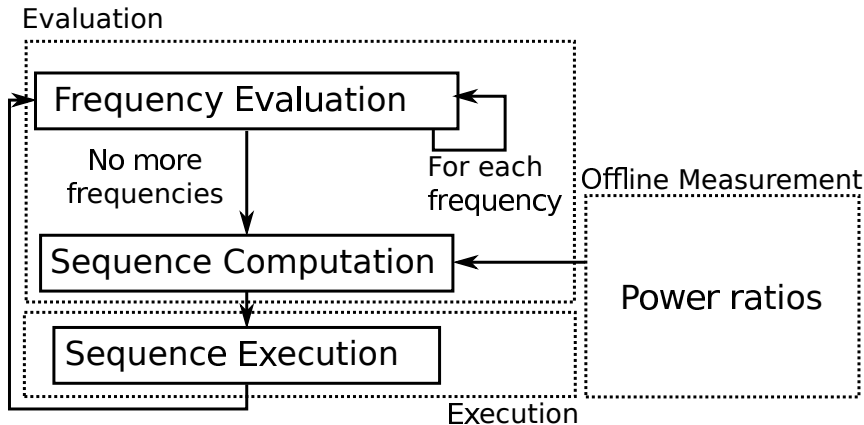 Evaluation
Frequency Evaluation
No more
frequencies
For each
frequency
Offline Measurement
Sequence Computation
Power ratios
Sequence Execution
Execution